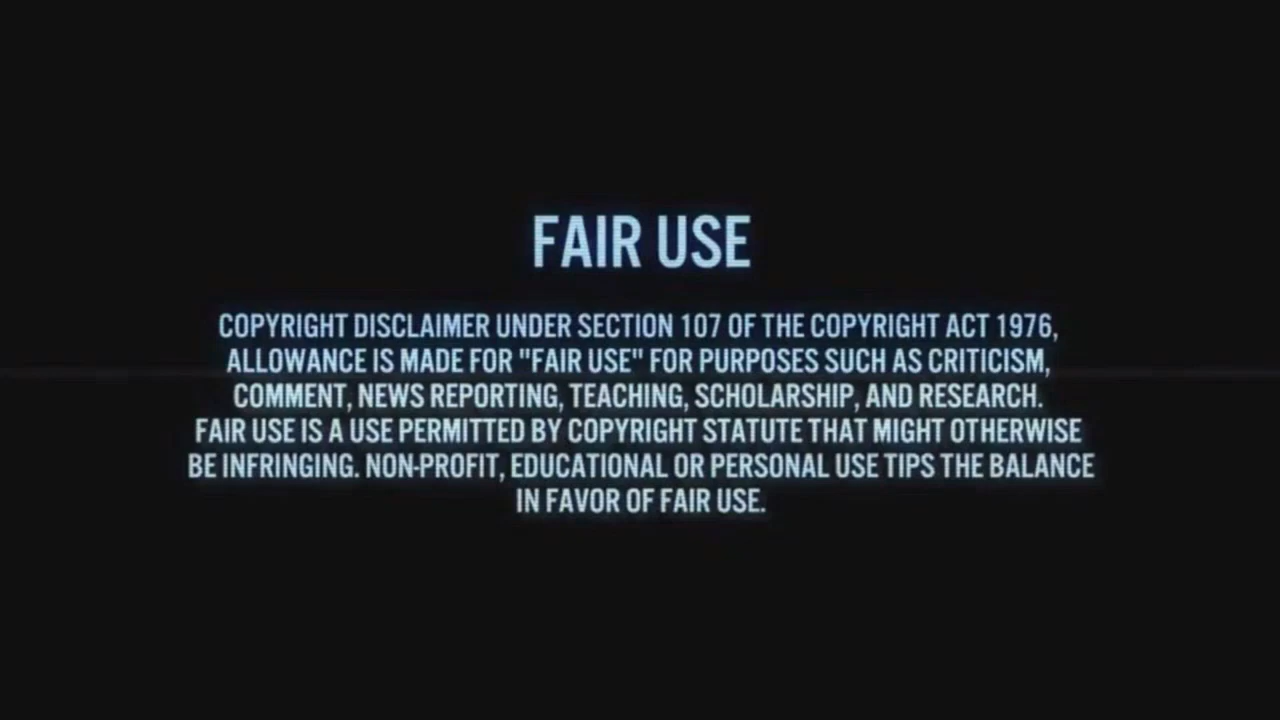 FAIR USE
COPYRIGHT DISCLAIMER UNDER SECTION 107 OF THE COPYRIGHT ACT 1976,
ALLOWANCE IS MADE FOR "FAIR USE" FOR PURPOSES SUCH AS CRITICISM,
COMMENT, NEWS REPORTING, TEACHING, SCHOLARSHIP, AND RESEARCH.
FAIR USE IS A USE PERMITTED BY COPYRIGHT STATUTE THAT MIGHT OTHERWISE
BE INFRINGING. NON-PROFIT, EDUCATIONAL OR PERSONAL USE TIPS THE BALANCE
IN FAVOR OF FAIR USE.